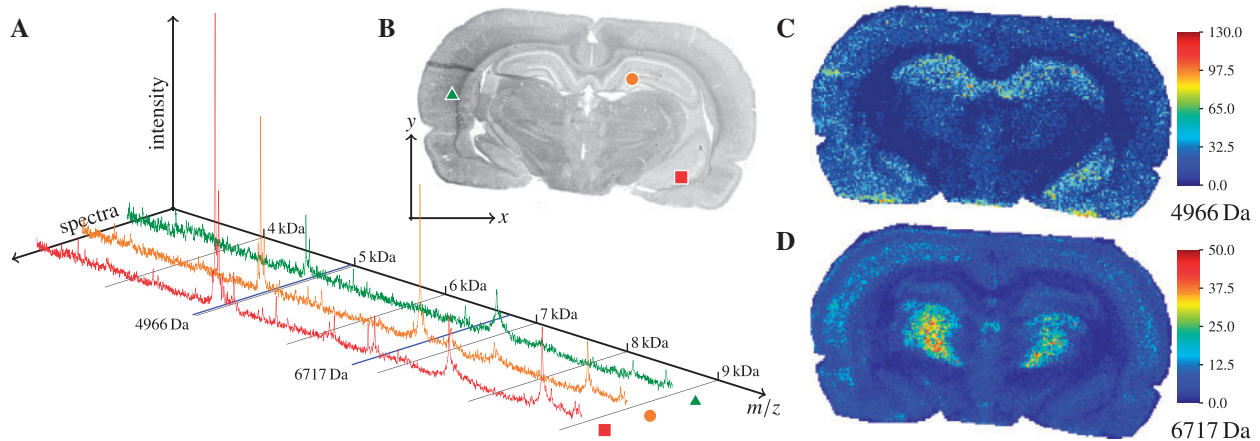 A
intensity
spectra
4 kDa
5 kDa
6 kDa
7 kDa
8 kDa
9 kDa
m/z
4966 Da
6717 Da
B
y
x
C
130.0
97.5
65.0
32.5
0.0
4966 Da
D
50.0
37.5
25.0
12.5
0.0
6717 Da